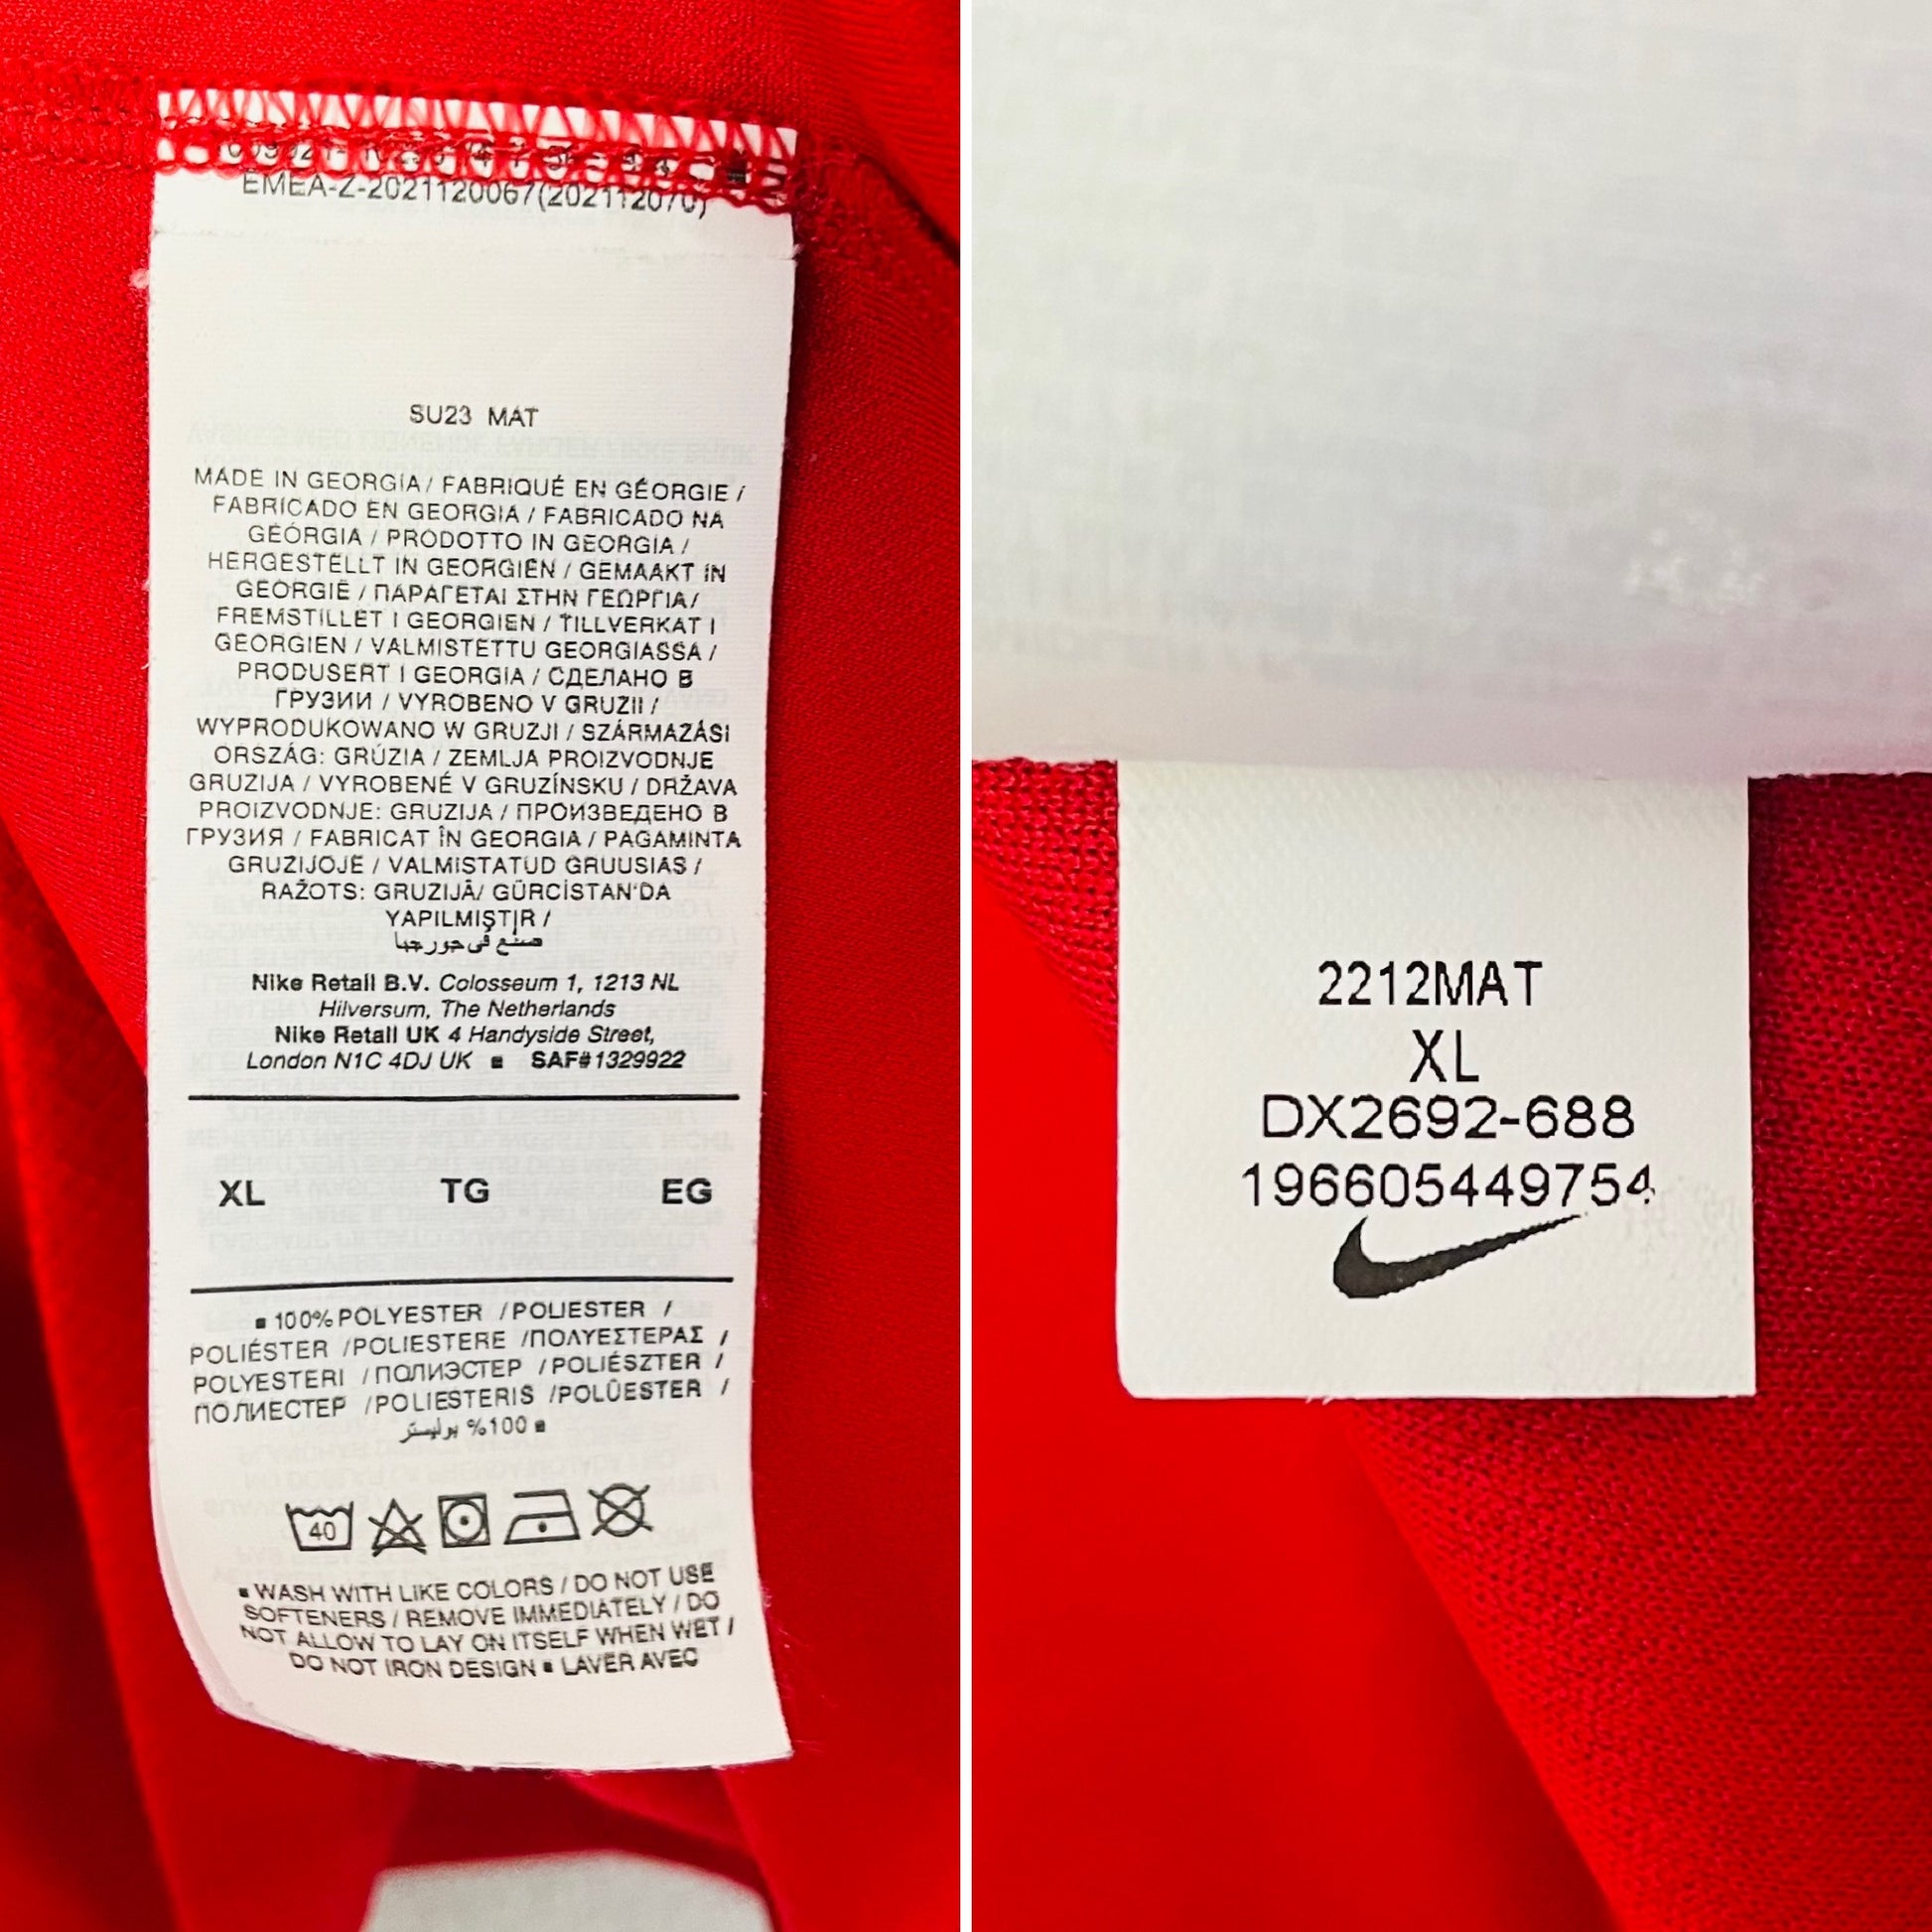 EMEA-Z-2021120067(202112070)
SU23 MAT
MADE IN GEORGIA / FABRIQUÉ EN GÉORGIE /
FABRICADO EN GEORGIA / FABRICADO NA
GEÓRGIA / PRODOTTO IN GEORGIA /
HERGESTELLT IN GEORGIEN / GEMAAKT IN
GEORGIË / ΠΑΡΑΓΕΤΑΙ ΣΤΗΝ ΓΕΩΡΓΙΑ/
FREMSTILLET I GEORGIEN / TILLVERKAT I
GEORGIEN / VALMISTETTU GEORGIASSA /
PRODUSERT I GEORGIA / СДЕЛАНО В
ГРУЗИИ / VYROBENO V GRUZII /
WYPRODUKOWANO W GRUZJI / SZÁRMAZÁSI
ORSZÁG: GRÚZIA / ZEMLJA PROIZVODNJE
GRUZIJA / VYROBENÉ V GRUZÍNSKU / DRŽAVA
PROIZVODNJE: GRUZIJA / ПРОИЗВЕДЕНО В
ГРУЗИЯ / FABRICAT ÎN GEORGIA / PAGAMINTA
GRUZIJOJE / VALMISTATUD GRUUSIAS /
RAŽOTS: GRUZIJĀ/ GÜRCİSTAN'DA
YAPILMIŞTIR /
صنع في جورجيا
Nike Retail B.V. Colosseum 1, 1213 NL
Hilversum, The Netherlands
Nike Retail UK 4 Handyside Street,
London N1C 4DJ UK ■ SAF#1329922
XL TG EG
■ 100% POLYESTER /POLIESTER /
POLIÉSTER /POLIESTERE /ΠΟΛΥΕΣΤΕΡΑΣ /
POLYESTERI /ПОЛИЭСТЕР /POLIÉSZTER /
ПОЛИЕСТЕР /POLIESTERIS /POLÜESTER /
■ 100% بوليستر
40
■ WASH WITH LIKE COLORS / DO NOT USE
SOFTENERS / REMOVE IMMEDIATELY / DO
NOT ALLOW TO LAY ON ITSELF WHEN WET /
DO NOT IRON DESIGN ■ LAVER AVEC
2212MAT
XL
DX2692-688
196605449754